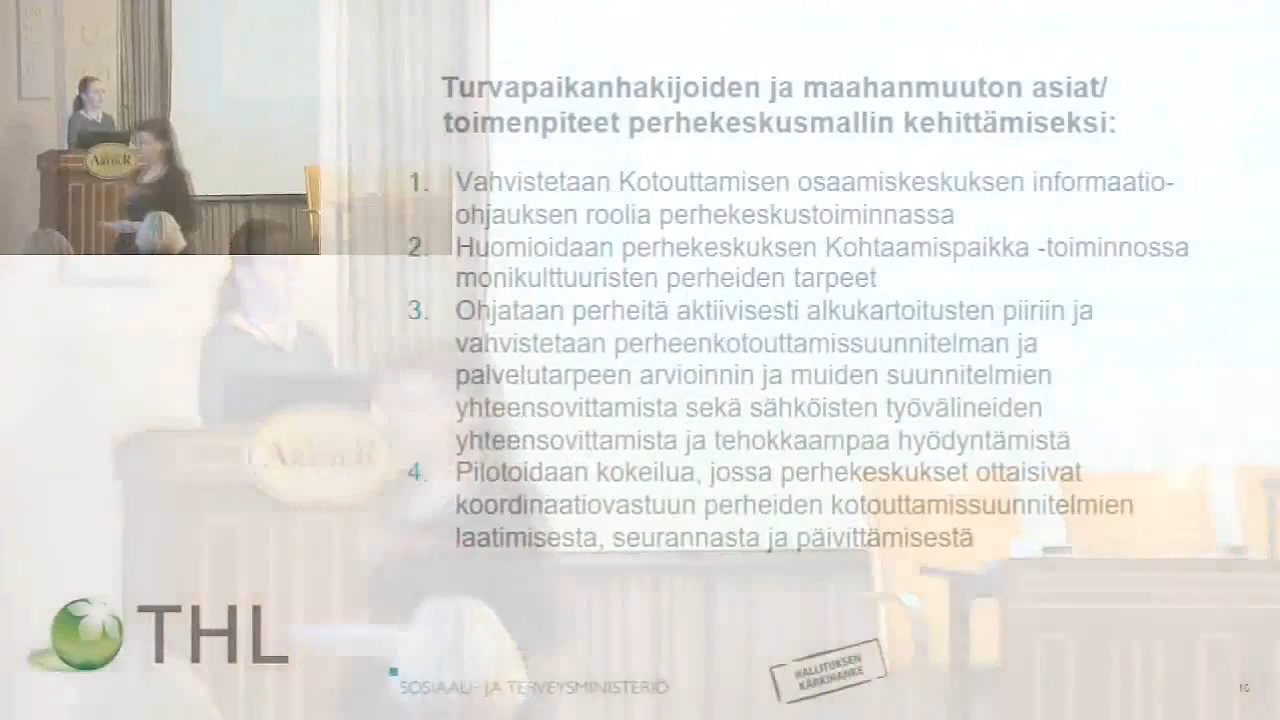 Turvapaikanhakijoiden ja maahanmuuton asiat/
toimenpiteet perhekeskusmallin kehittämiseksi:
1. Vahvistetaan Kotouttamisen osaamiskeskuksen informaatio-
ohjauksen roolia perhekeskustoiminnassa
2. Huomioidaan perhekeskuksen Kohtaamispaikka -toiminnossa
monikulttuuristen perheiden tarpeet
3. Ohjataan perheitä aktiivisesti alkukartoitusten piiriin ja
vahvistetaan perheenkotouttamissuunnitelman ja
palvelutarpeen arvioinnin ja muiden suunnitelmien
yhteensovittamista sekä sähköisten työvälineiden
yhteensovittamista ja tehokkaampaa hyödyntämistä
4. Pilotoidaan kokeilua, jossa perhekeskukset ottaisivat
koordinaatiovastuun perheiden kotouttamissuunnitelmien
laatimisesta, seurannasta ja päivittämisestä
THL
SOSIAALI- JA TERVEYSMINISTERIÖ
HALLITUKSEN
KÄRKIHANKE